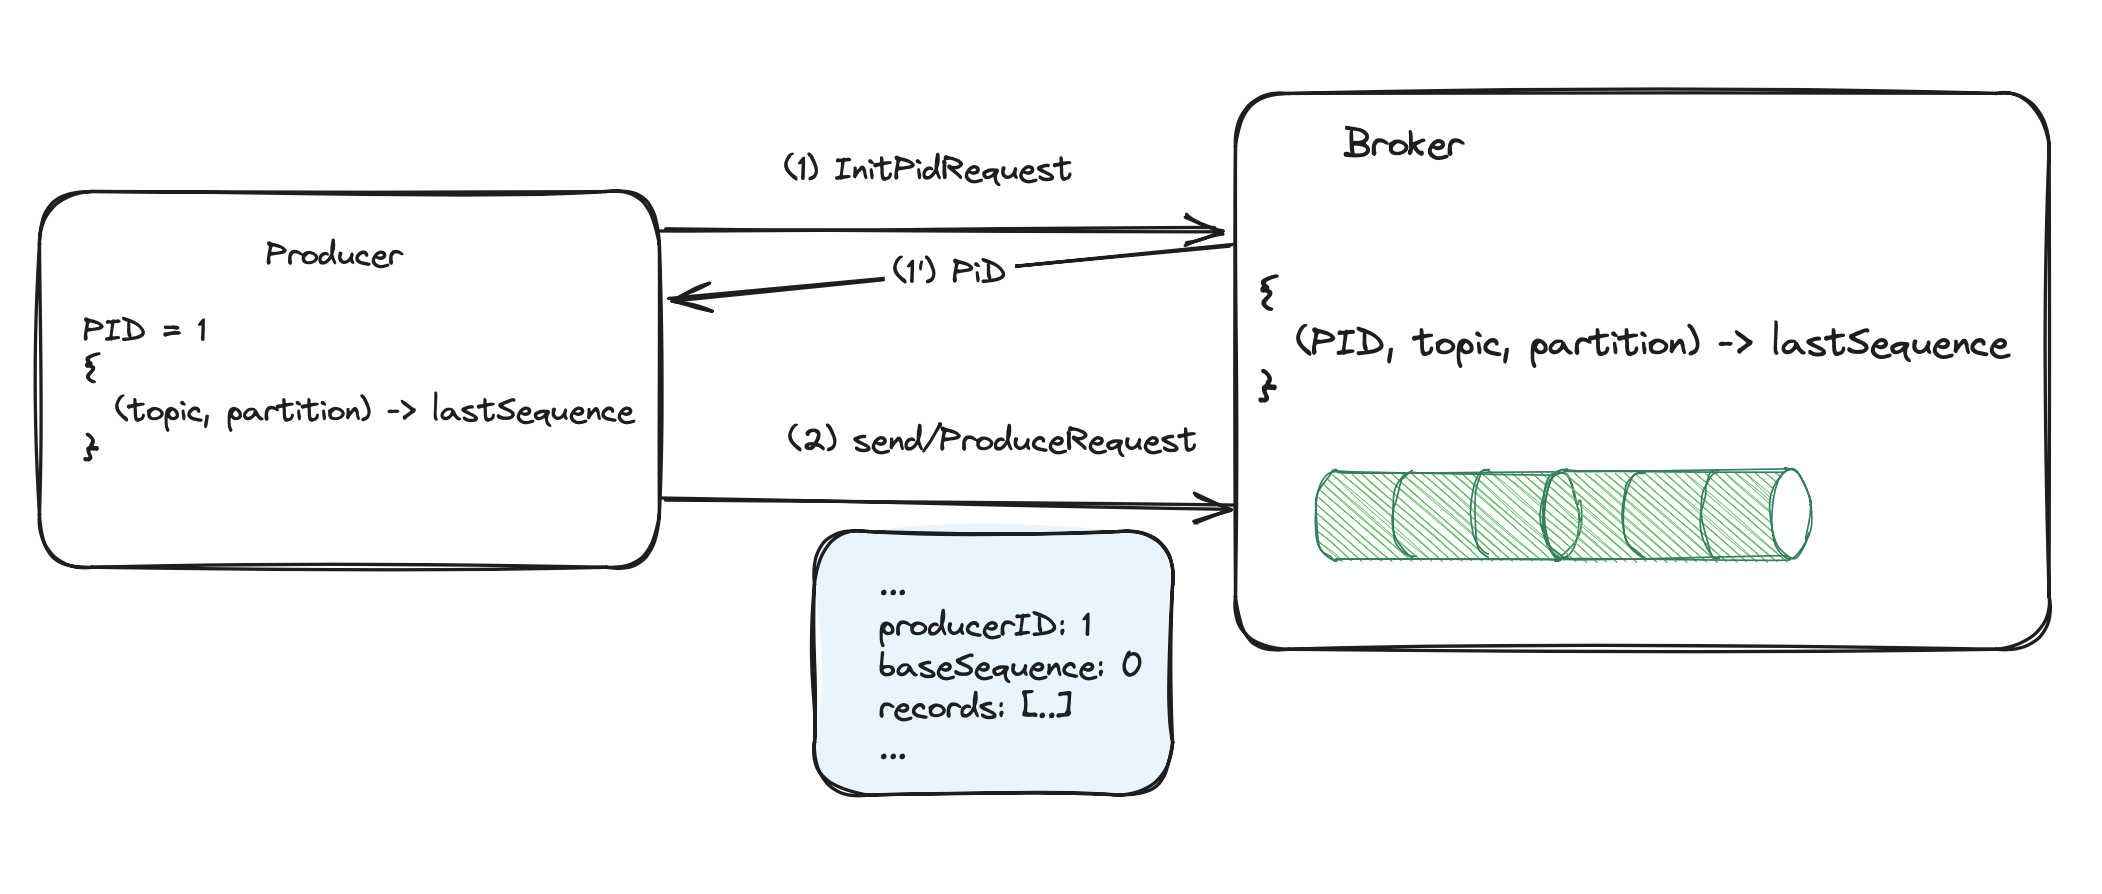 Broker
(1) InitPidRequest
Producer
(1') PiD
PID = 1
{
(topic, partition) -> lastSequence
}
{
(PID, topic, partition) -> lastSequence
}
(2) send/ProduceRequest
...
producerID: 1
baseSequence: 0
records: [..]
...